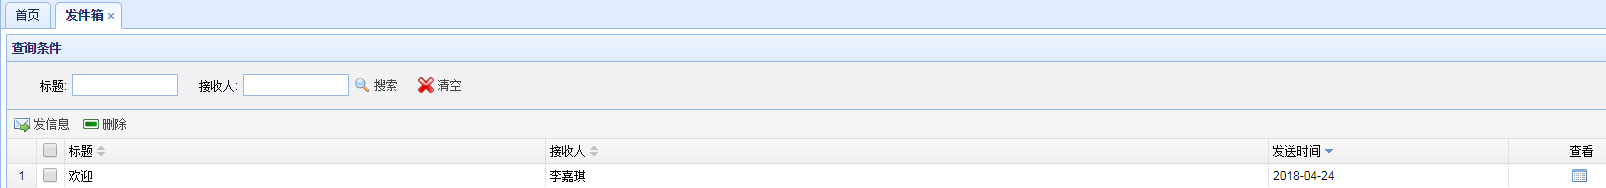 首页 发件箱
查询条件
标题: 接收人: 搜索 清空
发信息 删除
标题 接收人 发送时间 查看
1 欢迎 李嘉琪 2018-04-24